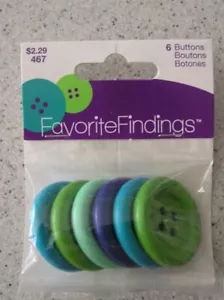 $2.29
467
6 Buttons
Boutons
Botones
FavoriteFindings™